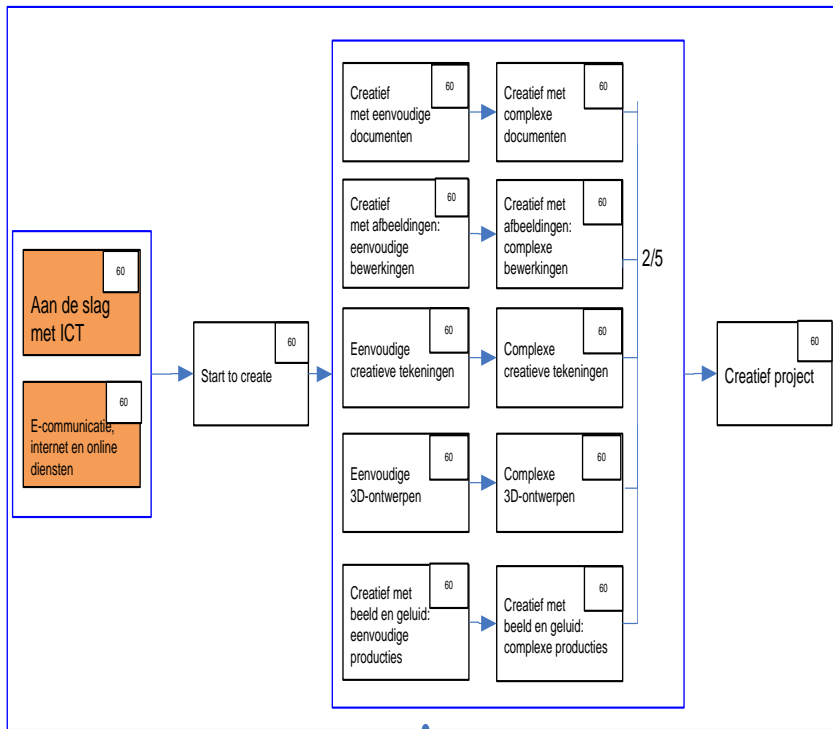 60
Aan de slag
met ICT
60
E-communicatie,
internet en online
diensten
60
Start to create
60
Creatief
met eenvoudige
documenten
60
Creatief met
complexe
documenten
60
Creatief
met afbeeldingen:
eenvoudige
bewerkingen
60
Creatief met
afbeeldingen:
complexe
bewerkingen
60
Eenvoudige
creatieve tekeningen
60
Complexe
creatieve tekeningen
60
Eenvoudige
3D-ontwerpen
60
Complexe
3D-ontwerpen
60
Creatief met
beeld en geluid:
eenvoudige
producties
60
Creatief met
beeld en geluid:
complexe producties
2/5
60
Creatief project